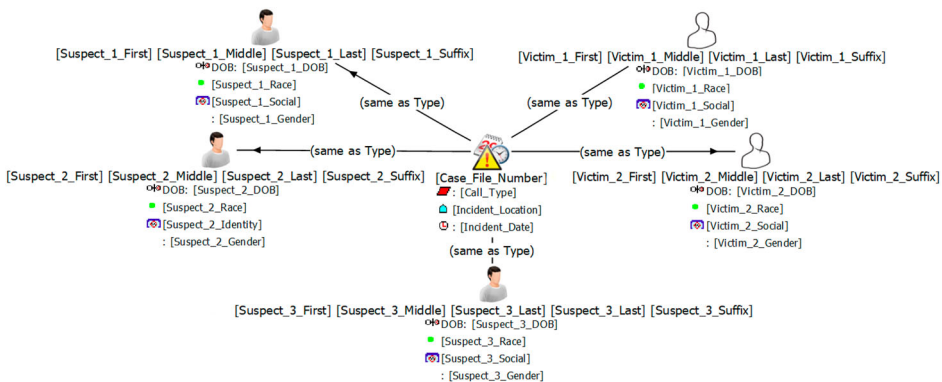 [Suspect_1_First] [Suspect_1_Middle] [Suspect_1_Last] [Suspect_1_Suffix]
DOB: [Suspect_1_DOB]
[Suspect_1_Race]
[Suspect_1_Social]
: [Suspect_1_Gender]
(same as Type)
[Victim_1_First] [Victim_1_Middle] [Victim_1_Last] [Victim_1_Suffix]
DOB: [Victim_1_DOB]
[Victim_1_Race]
[Victim_1_Social]
: [Victim_1_Gender]
(same as Type)
[Suspect_2_First] [Suspect_2_Middle] [Suspect_2_Last] [Suspect_2_Suffix]
DOB: [Suspect_2_DOB]
[Suspect_2_Race]
[Suspect_2_Identity]
: [Suspect_2_Gender]
(same as Type)
[Case_File_Number]
: [Call_Type]
[Incident_Location]
: [Incident_Date]
(same as Type)
[Victim_2_First] [Victim_2_Middle] [Victim_2_Last] [Victim_2_Suffix]
DOB: [Victim_2_DOB]
[Victim_2_Race]
[Victim_2_Social]
: [Victim_2_Gender]
(same as Type)
[Suspect_3_First] [Suspect_3_Middle] [Suspect_3_Last] [Suspect_3_Last] [Suspect_3_Suffix]
DOB: [Suspect_3_DOB]
[Suspect_3_Race]
[Suspect_3_Social]
: [Suspect_3_Gender]